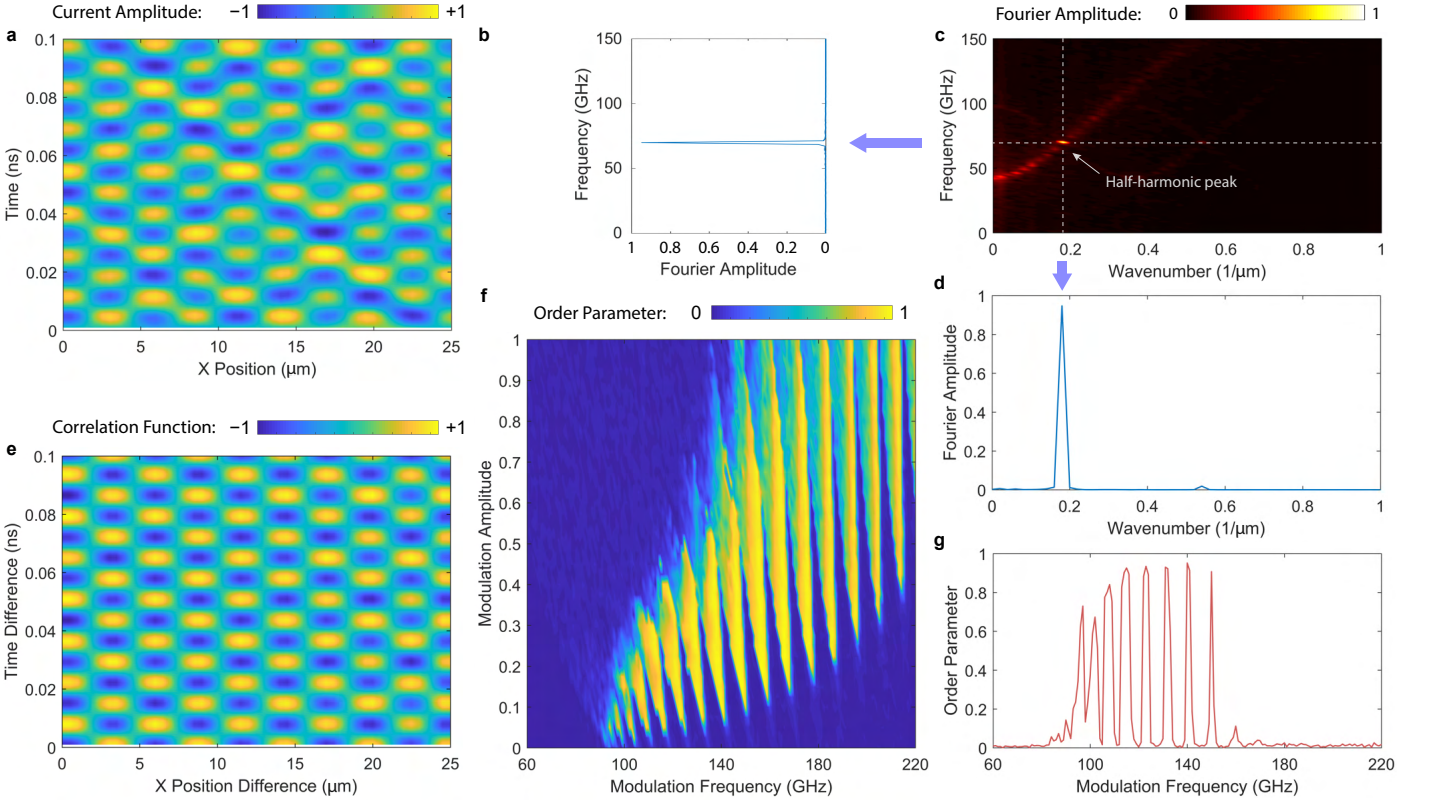 Current Amplitude: −1 +1
a
0.1
0.08
0.06
0.04
0.02
0
Time (ns)
0 5 10 15 20 25
X Position (μm)
b
150
100
50
0
Frequency (GHz)
1 0.8 0.6 0.4 0.2 0
Fourier Amplitude
Fourier Amplitude: 0 1
c
150
100
50
0
Frequency (GHz)
Half-harmonic peak
0 0.2 0.4 0.6 0.8 1
Wavenumber (1/μm)
d
1
0.8
0.6
0.4
0.2
0
Fourier Amplitude
0 0.2 0.4 0.6 0.8 1
Wavenumber (1/μm)
Correlation Function: −1 +1
e
0.1
0.08
0.06
0.04
0.02
0
Time Difference (ns)
0 5 10 15 20 25
X Position Difference (μm)
f
Order Parameter: 0 1
1
0.9
0.8
0.7
0.6
0.5
0.4
0.3
0.2
0.1
0
Modulation Amplitude
60 100 140 180 220
Modulation Frequency (GHz)
g
1
0.8
0.6
0.4
0.2
0
Order Parameter
60 100 140 180 220
Modulation Frequency (GHz)